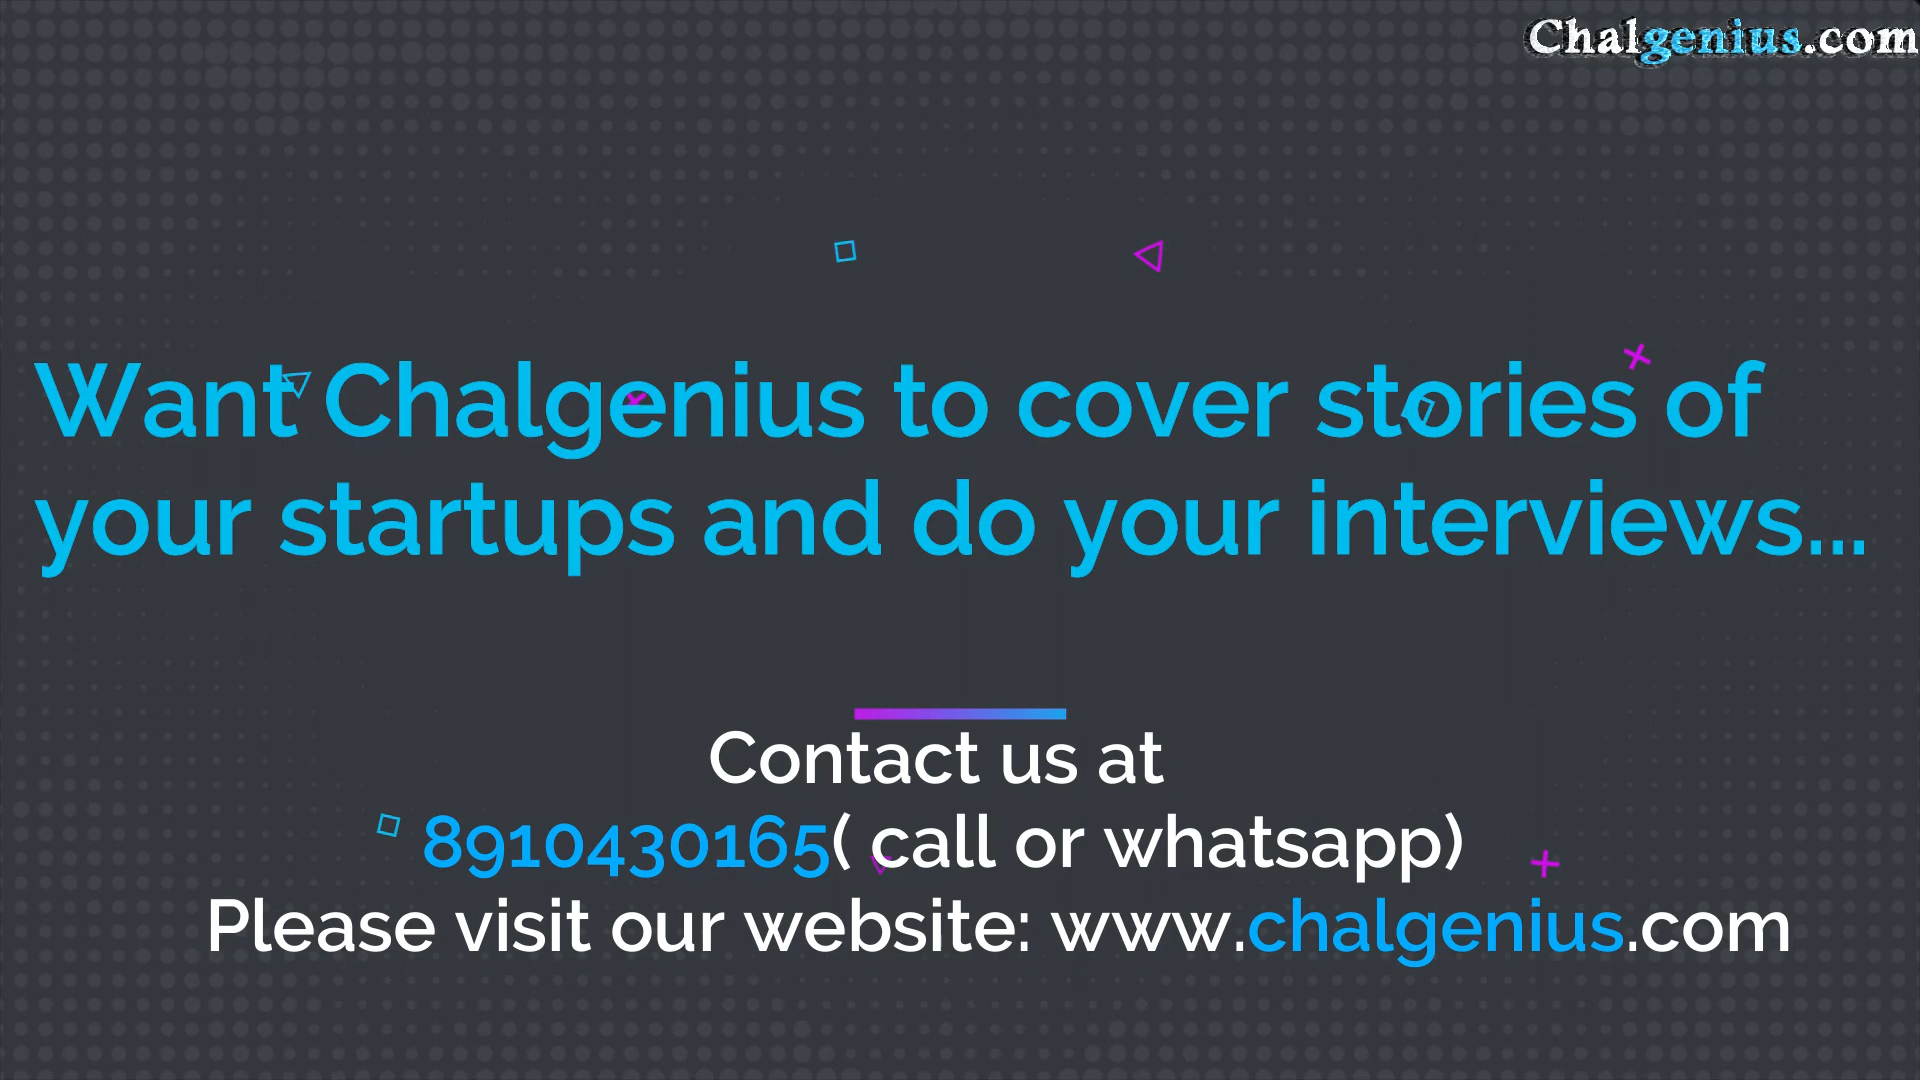 Chalgenius.com
Want Chalgenius to cover stories of
your startups and do your interviews...
Contact us at
8910430165( call or whatsapp)
Please visit our website: www.chalgenius.com